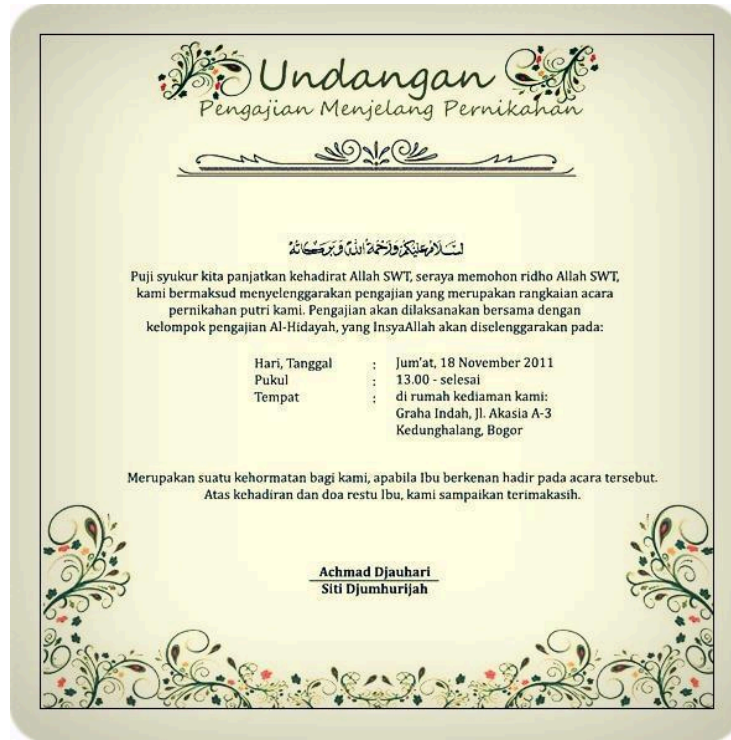 Undangan
Pengajian Menjelang Pernikahan
السَّلَامُ عَلَيْكُمْ وَرَحْمَةُ اللهِ وَبَرَكَاتُهُ
Puji syukur kita panjatkan kehadirat Allah SWT, seraya memohon ridho Allah SWT,
kami bermaksud menyelenggarakan pengajian yang merupakan rangkaian acara
pernikahan putri kami. Pengajian akan dilaksanakan bersama dengan
kelompok pengajian Al-Hidayah, yang InsyaAllah akan diselenggarakan pada:
Hari, Tanggal : Jum'at, 18 November 2011
Pukul : 13.00 - selesai
Tempat : di rumah kediaman kami:
Graha Indah, Jl. Akasia A-3
Kedunghalang, Bogor
Merupakan suatu kehormatan bagi kami, apabila Ibu berkenan hadir pada acara tersebut.
Atas kehadiran dan doa restu Ibu, kami sampaikan terimakasih.
Achmad Djauhari
Siti Djumhurijah